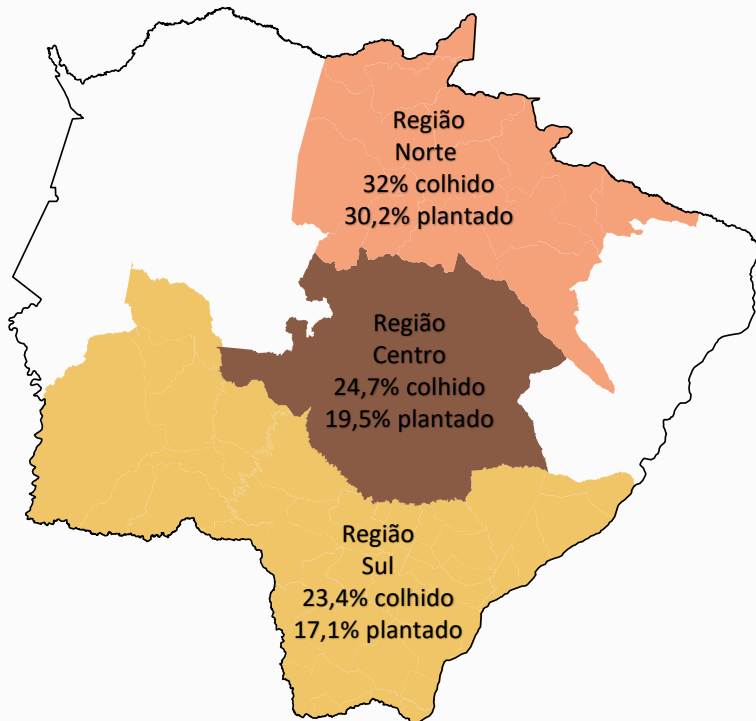 Região
Norte
32% colhido
30,2% plantado
Região
Centro
24,7% colhido
19,5% plantado
Região
Sul
23,4% colhido
17,1% plantado